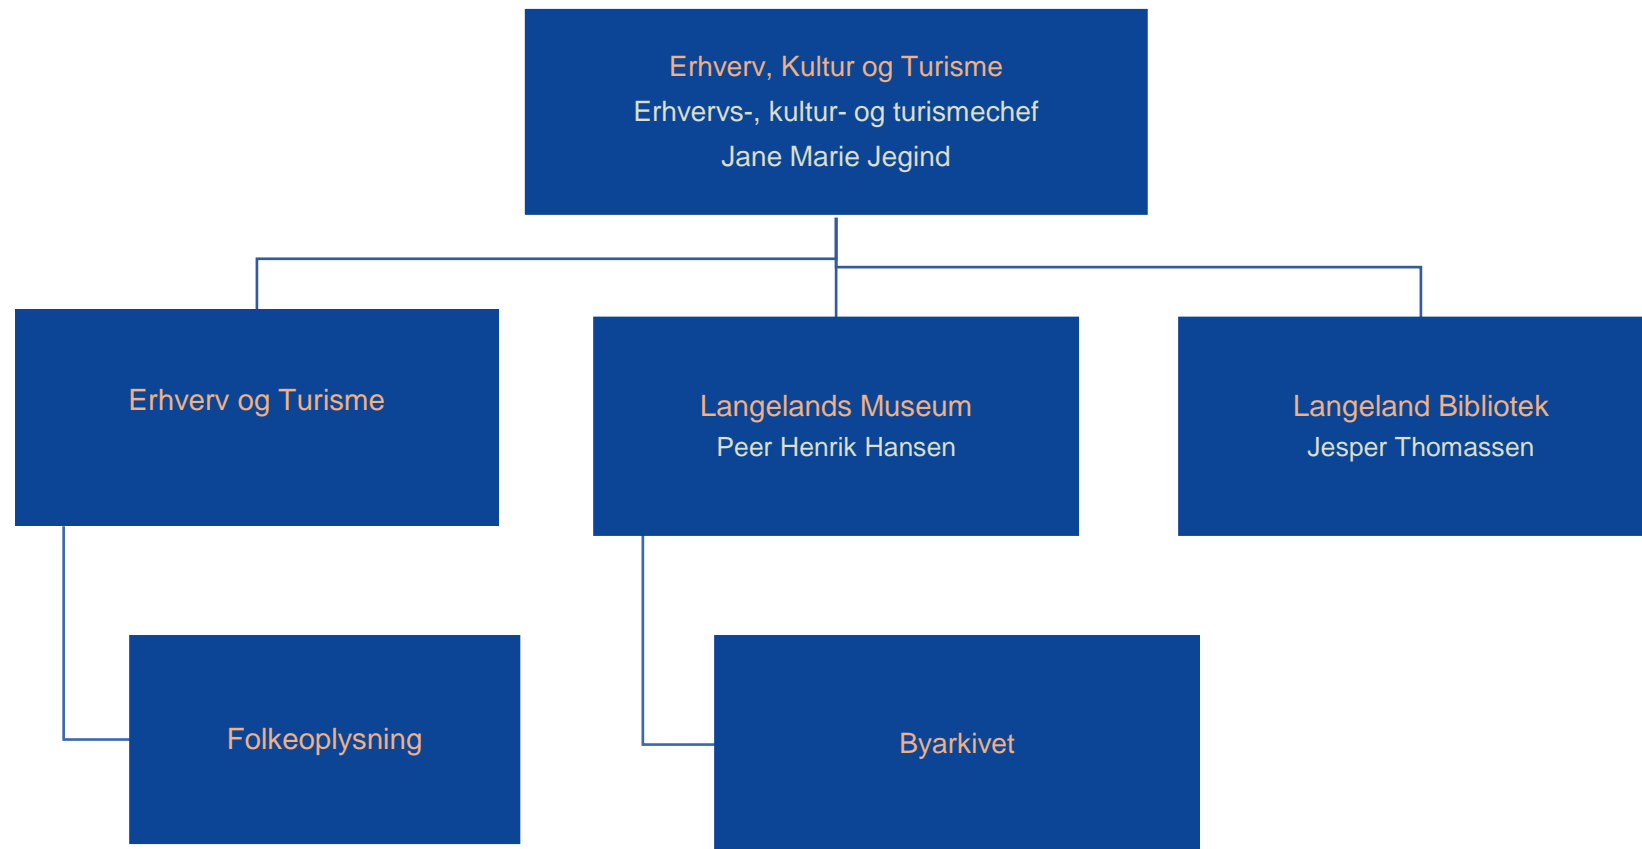 Erhverv, Kultur og Turisme
Erhvervs-, kultur- og turismechef
Jane Marie Jegind
Erhverv og Turisme
Langelands Museum
Peer Henrik Hansen
Langeland Bibliotek
Jesper Thomassen
Folkeoplysning
Byarkivet